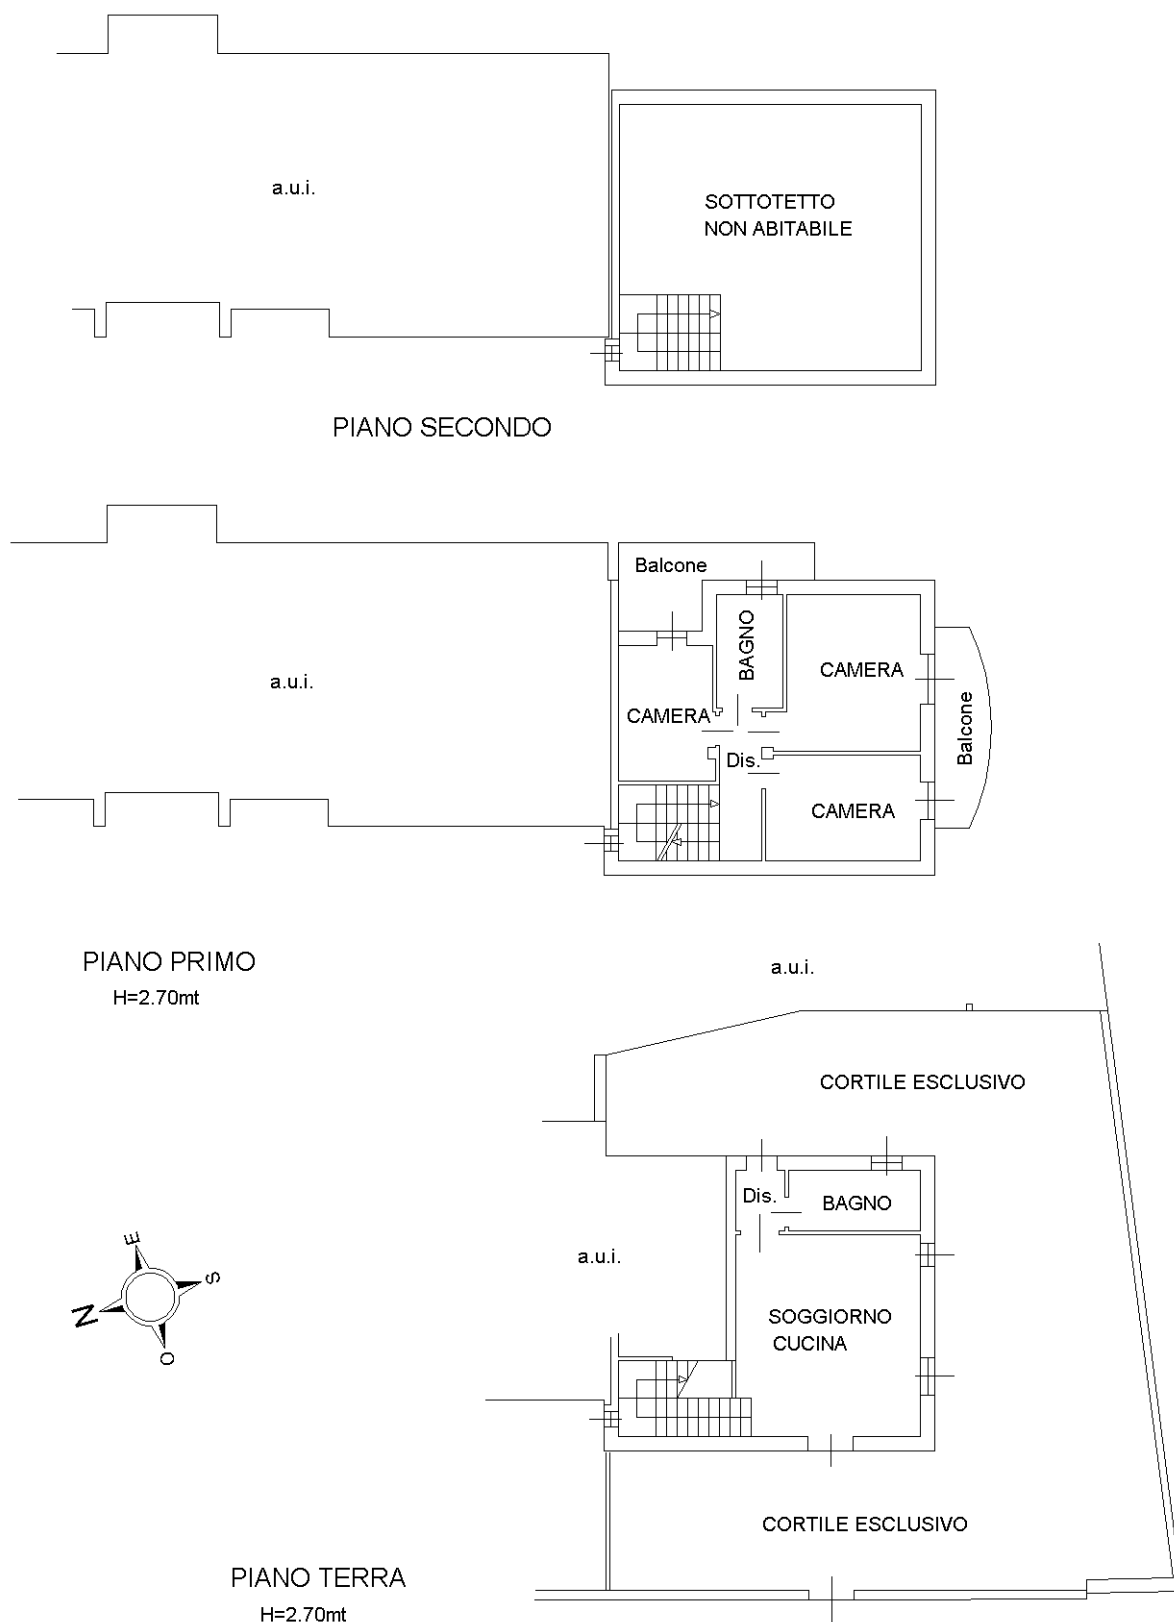 a.u.i.
SOTTOTETTO
NON ABITABILE
PIANO SECONDO
Balcone
BAGNO
CAMERA
a.u.i.
CAMERA
Balcone
Dis.
CAMERA
PIANO PRIMO
H=2.70mt
a.u.i.
CORTILE ESCLUSIVO
Dis.
BAGNO
a.u.i.
E
S
N
O
SOGGIORNO
CUCINA
CORTILE ESCLUSIVO
PIANO TERRA
H=2.70mt